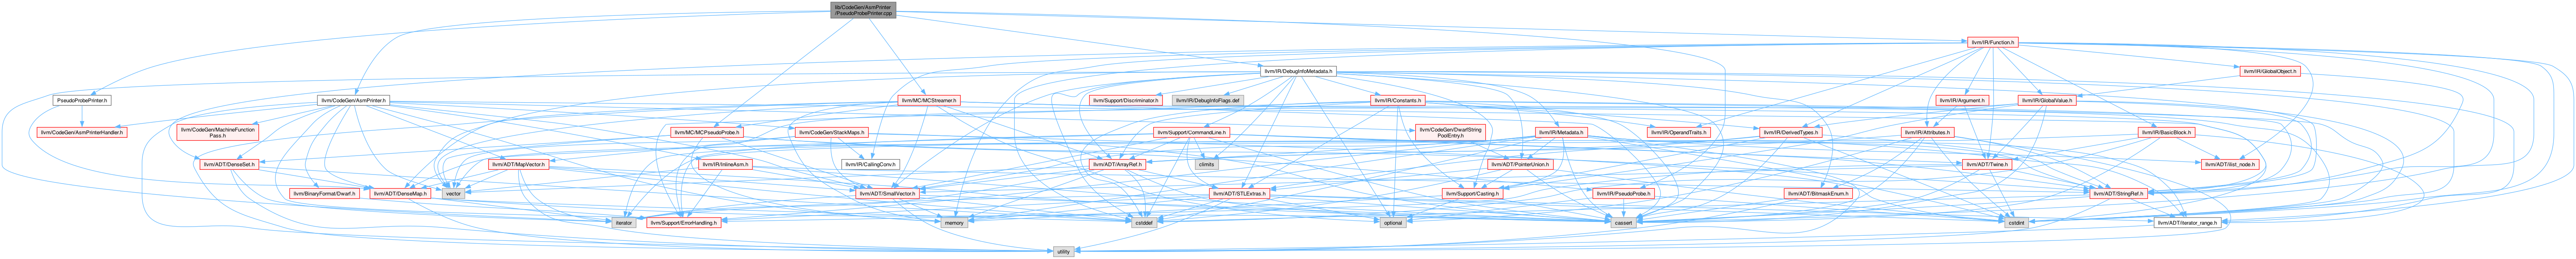 lib/CodeGen/AsmPrinter
/PseudoProbePrinter.cpp
llvm/IR/Function.h
llvm/IR/DebugInfoMetadata.h
llvm/IR/GlobalObject.h
PseudoProbePrinter.h
llvm/CodeGen/AsmPrinter.h
llvm/MC/MCStreamer.h
llvm/Support/Discriminator.h
llvm/IR/DebugInfoFlags.def
llvm/IR/Constants.h
llvm/IR/Argument.h
llvm/IR/GlobalValue.h
llvm/CodeGen/AsmPrinterHandler.h
llvm/CodeGen/MachineFunction
Pass.h
llvm/MC/MCPseudoProbe.h
llvm/CodeGen/StackMaps.h
llvm/Support/CommandLine.h
llvm/CodeGen/DwarfString
PoolEntry.h
llvm/IR/Metadata.h
llvm/IR/OperandTraits.h
llvm/IR/DerivedTypes.h
llvm/IR/Attributes.h
llvm/IR/BasicBlock.h
llvm/ADT/DenseSet.h
llvm/ADT/MapVector.h
llvm/IR/InlineAsm.h
llvm/IR/CallingConv.h
llvm/ADT/ArrayRef.h
climits
llvm/ADT/PointerUnion.h
llvm/ADT/Twine.h
llvm/ADT/ilist_node.h
llvm/BinaryFormat/Dwarf.h
llvm/ADT/DenseMap.h
vector
llvm/ADT/SmallVector.h
llvm/ADT/STLExtras.h
llvm/Support/Casting.h
llvm/IR/PseudoProbe.h
llvm/ADT/BitmaskEnum.h
llvm/ADT/StringRef.h
iterator
llvm/Support/ErrorHandling.h
memory
cstddef
optional
cassert
cstdint
llvm/ADT/iterator_range.h
utility